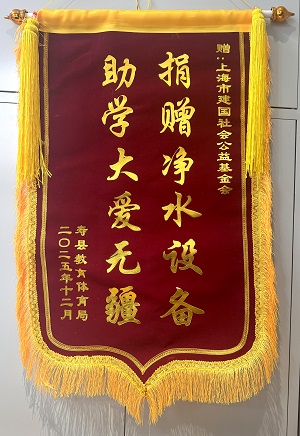 赠:上海市建国社会公益基金会
捐赠净水设备
助学大爱无疆
寿县教育体育局
二〇二五年十二月